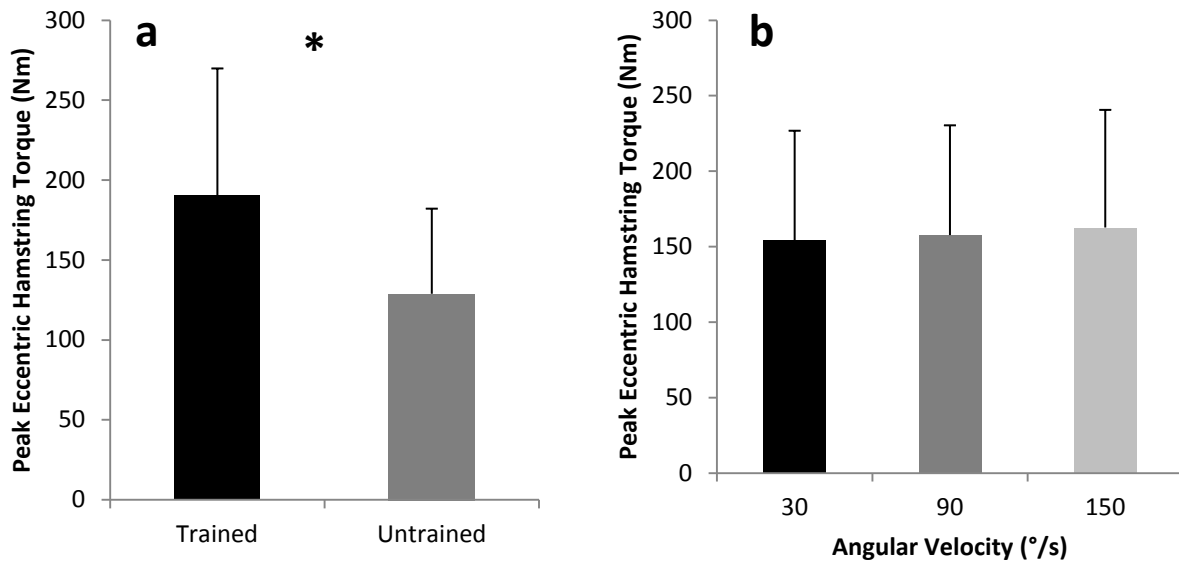 a
*
Peak Eccentric Hamstring Torque (Nm)
300
250
200
150
100
50
0
Trained Untrained
b
Peak Eccentric Hamstring Torque (Nm)
300
250
200
150
100
50
0
30 90 150
Angular Velocity (°/s)